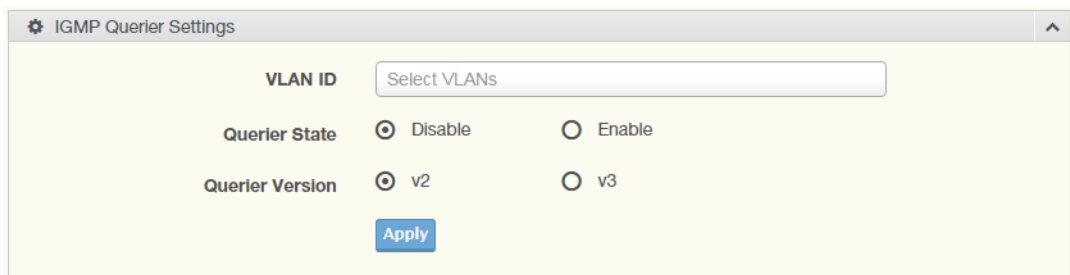 IGMP Querier Settings
VLAN ID Select VLANs
Querier State Disable Enable
Querier Version v2 v3
Apply